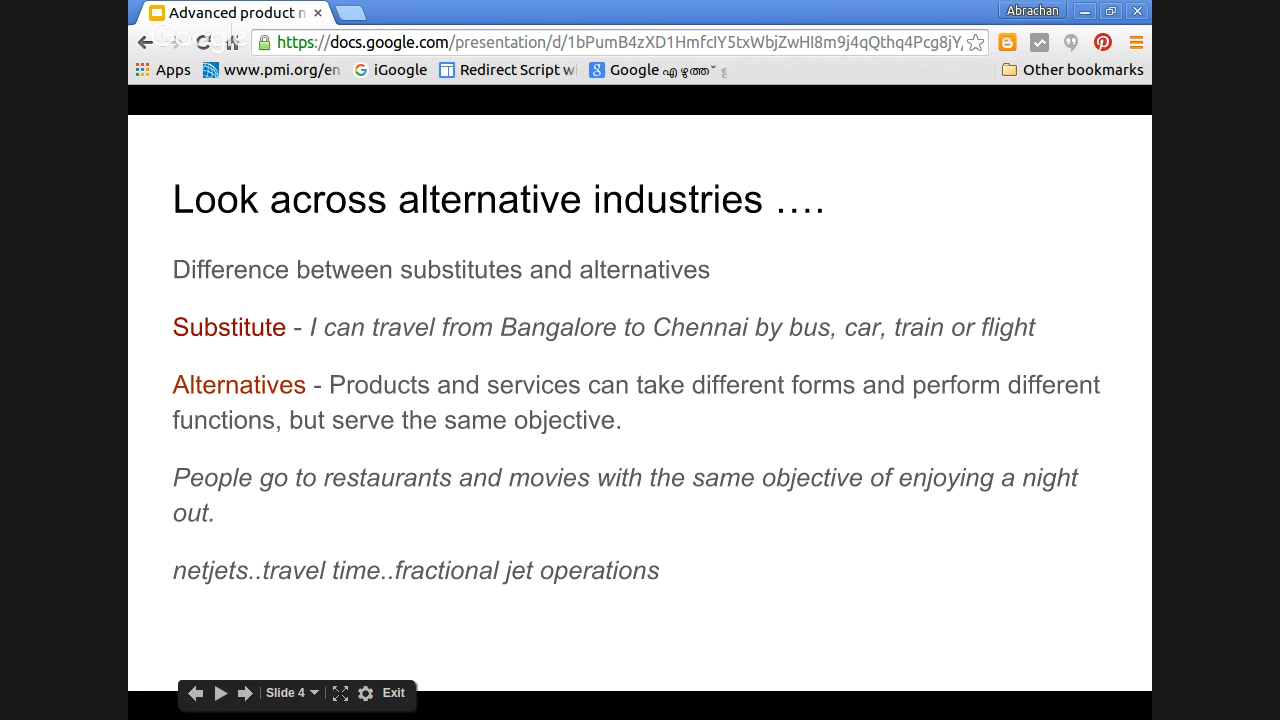 Advanced product
Abrachan
https://docs.google.com/presentation/d/1bPumB4zXD1HmfcIY5txWbjZwHI8m9j4qQthq4Pcg8jY/
Apps www.pmi.org/en iGoogle Redirect Script Google Other bookmarks
Look across alternative industries ….
Difference between substitutes and alternatives
Substitute - I can travel from Bangalore to Chennai by bus, car, train or flight
Alternatives - Products and services can take different forms and perform different
functions, but serve the same objective.
People go to restaurants and movies with the same objective of enjoying a night
out.
netjets..travel time..fractional jet operations
Slide 4 Exit